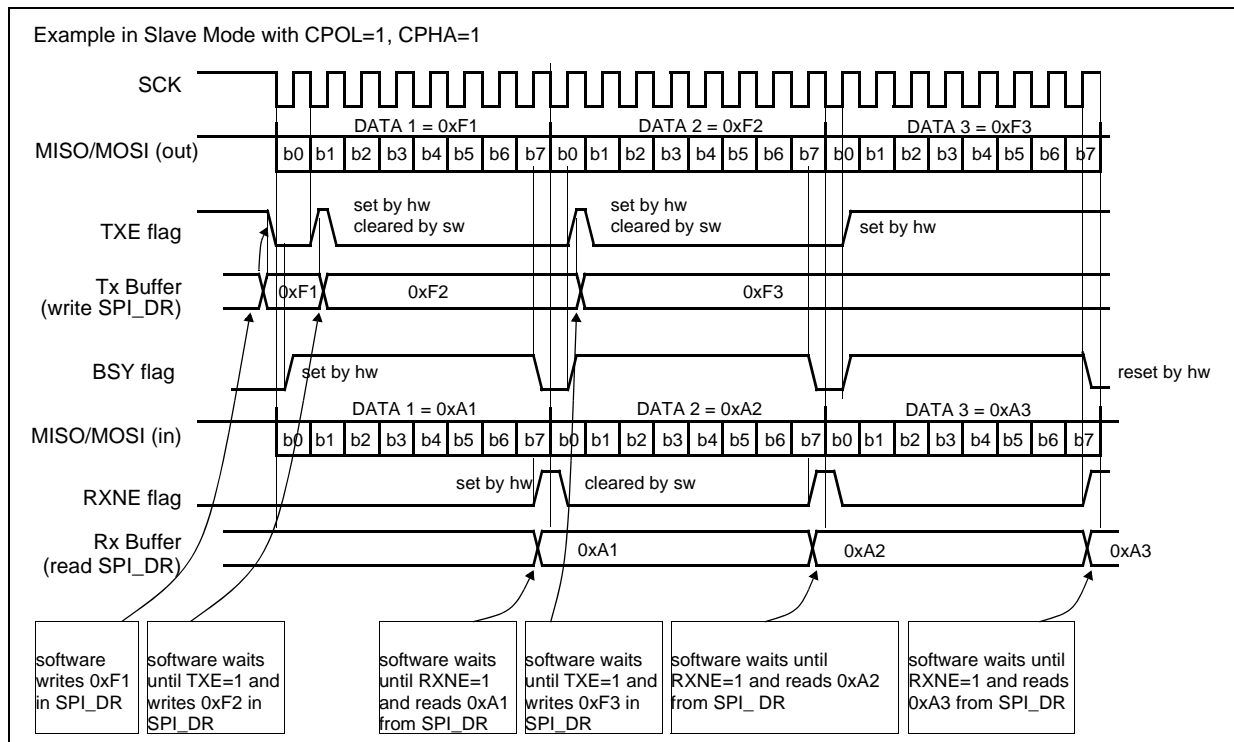 Example in Slave Mode with CPOL=1, CPHA=1
SCK
DATA 1 = 0xF1 DATA 2 = 0xF2 DATA 3 = 0xF3
MISO/MOSI (out)
b0 b1 b2 b3 b4 b5 b6 b7 b0 b1 b2 b3 b4 b5 b6 b7 b0 b1 b2 b3 b4 b5 b6 b7
TXE flag
set by hw
cleared by sw
set by hw
cleared by sw
set by hw
Tx Buffer
(write SPI_DR)
0xF1 0xF2 0xF3
BSY flag
set by hw
reset by hw
DATA 1 = 0xA1 DATA 2 = 0xA2 DATA 3 = 0xA3
MISO/MOSI (in)
b0 b1 b2 b3 b4 b5 b6 b7 b0 b1 b2 b3 b4 b5 b6 b7 b0 b1 b2 b3 b4 b5 b6 b7
RXNE flag
set by hw
cleared by sw
Rx Buffer
(read SPI_DR)
0xA1 0xA2 0xA3
software
writes 0xF1
in SPI_DR
software waits
until TXE=1 and
writes 0xF2 in
SPI_DR
software waits
until RXNE=1
and reads 0xA1
from SPI_DR
software waits
until TXE=1 and
writes 0xF3 in
SPI_DR
software waits until
RXNE=1 and reads 0xA2
from SPI_ DR
software waits until
RXNE=1 and reads
0xA3 from SPI_DR